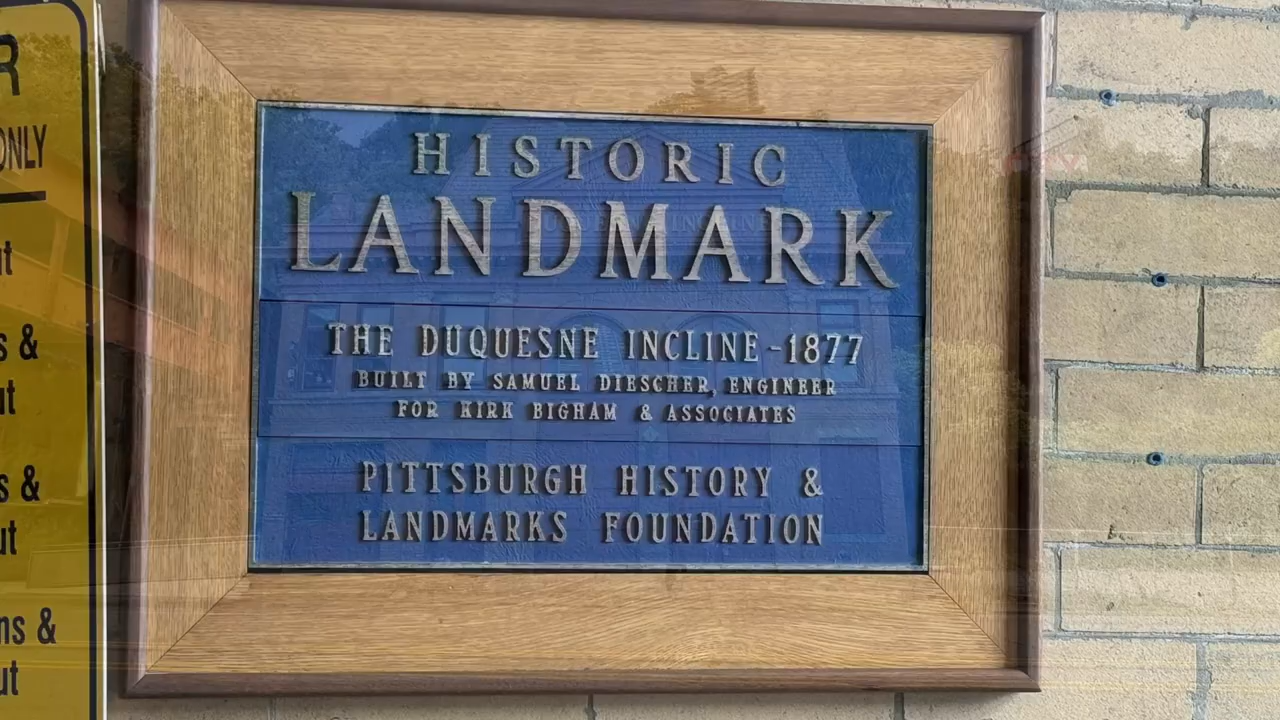 R
ONLY
HISTORIC
LANDMARK
THE DUQUESNE INCLINE-1877
BUILT BY SAMUEL DIESCHER, ENGINEER
FOR KIRK BIGHAM & ASSOCIATES
PITTSBURGH HISTORY &
LANDMARKS FOUNDATION